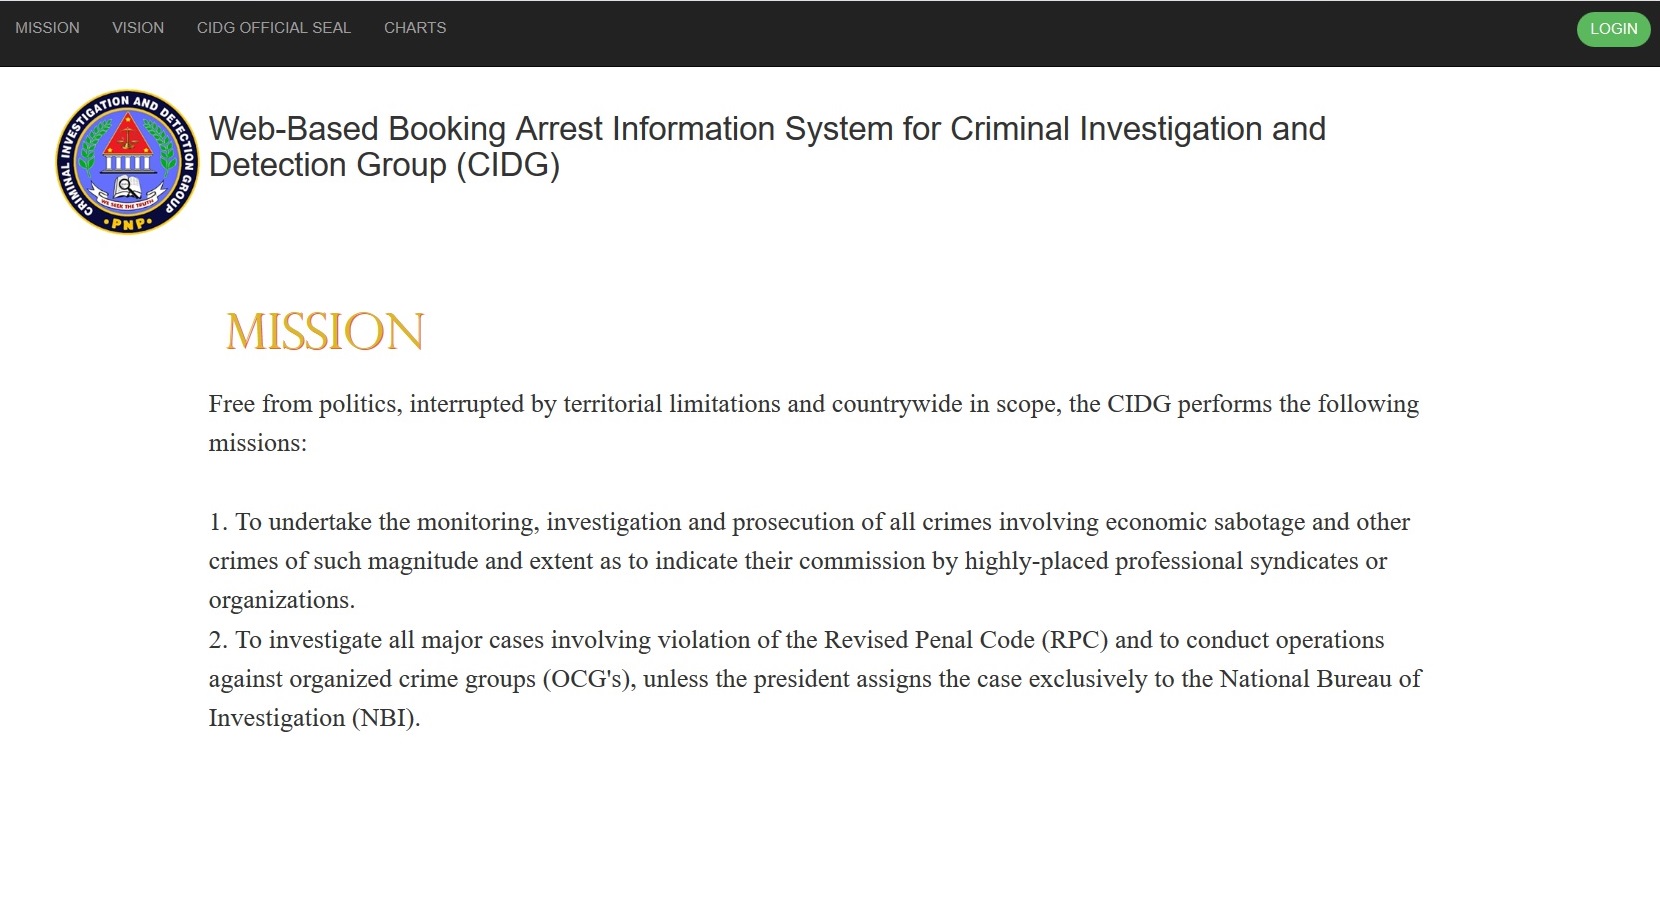 MISSION VISION CIDG OFFICIAL SEAL CHARTS LOGIN
CRIMINAL INVESTIGATION AND DETECTION GROUP
WE SEEK THE TRUTH
PNP
Web-Based Booking Arrest Information System for Criminal Investigation and
Detection Group (CIDG)
MISSION
Free from politics, interrupted by territorial limitations and countrywide in scope, the CIDG performs the following
missions:
1. To undertake the monitoring, investigation and prosecution of all crimes involving economic sabotage and other
crimes of such magnitude and extent as to indicate their commission by highly-placed professional syndicates or
organizations.
2. To investigate all major cases involving violation of the Revised Penal Code (RPC) and to conduct operations
against organized crime groups (OCG's), unless the president assigns the case exclusively to the National Bureau of
Investigation (NBI).